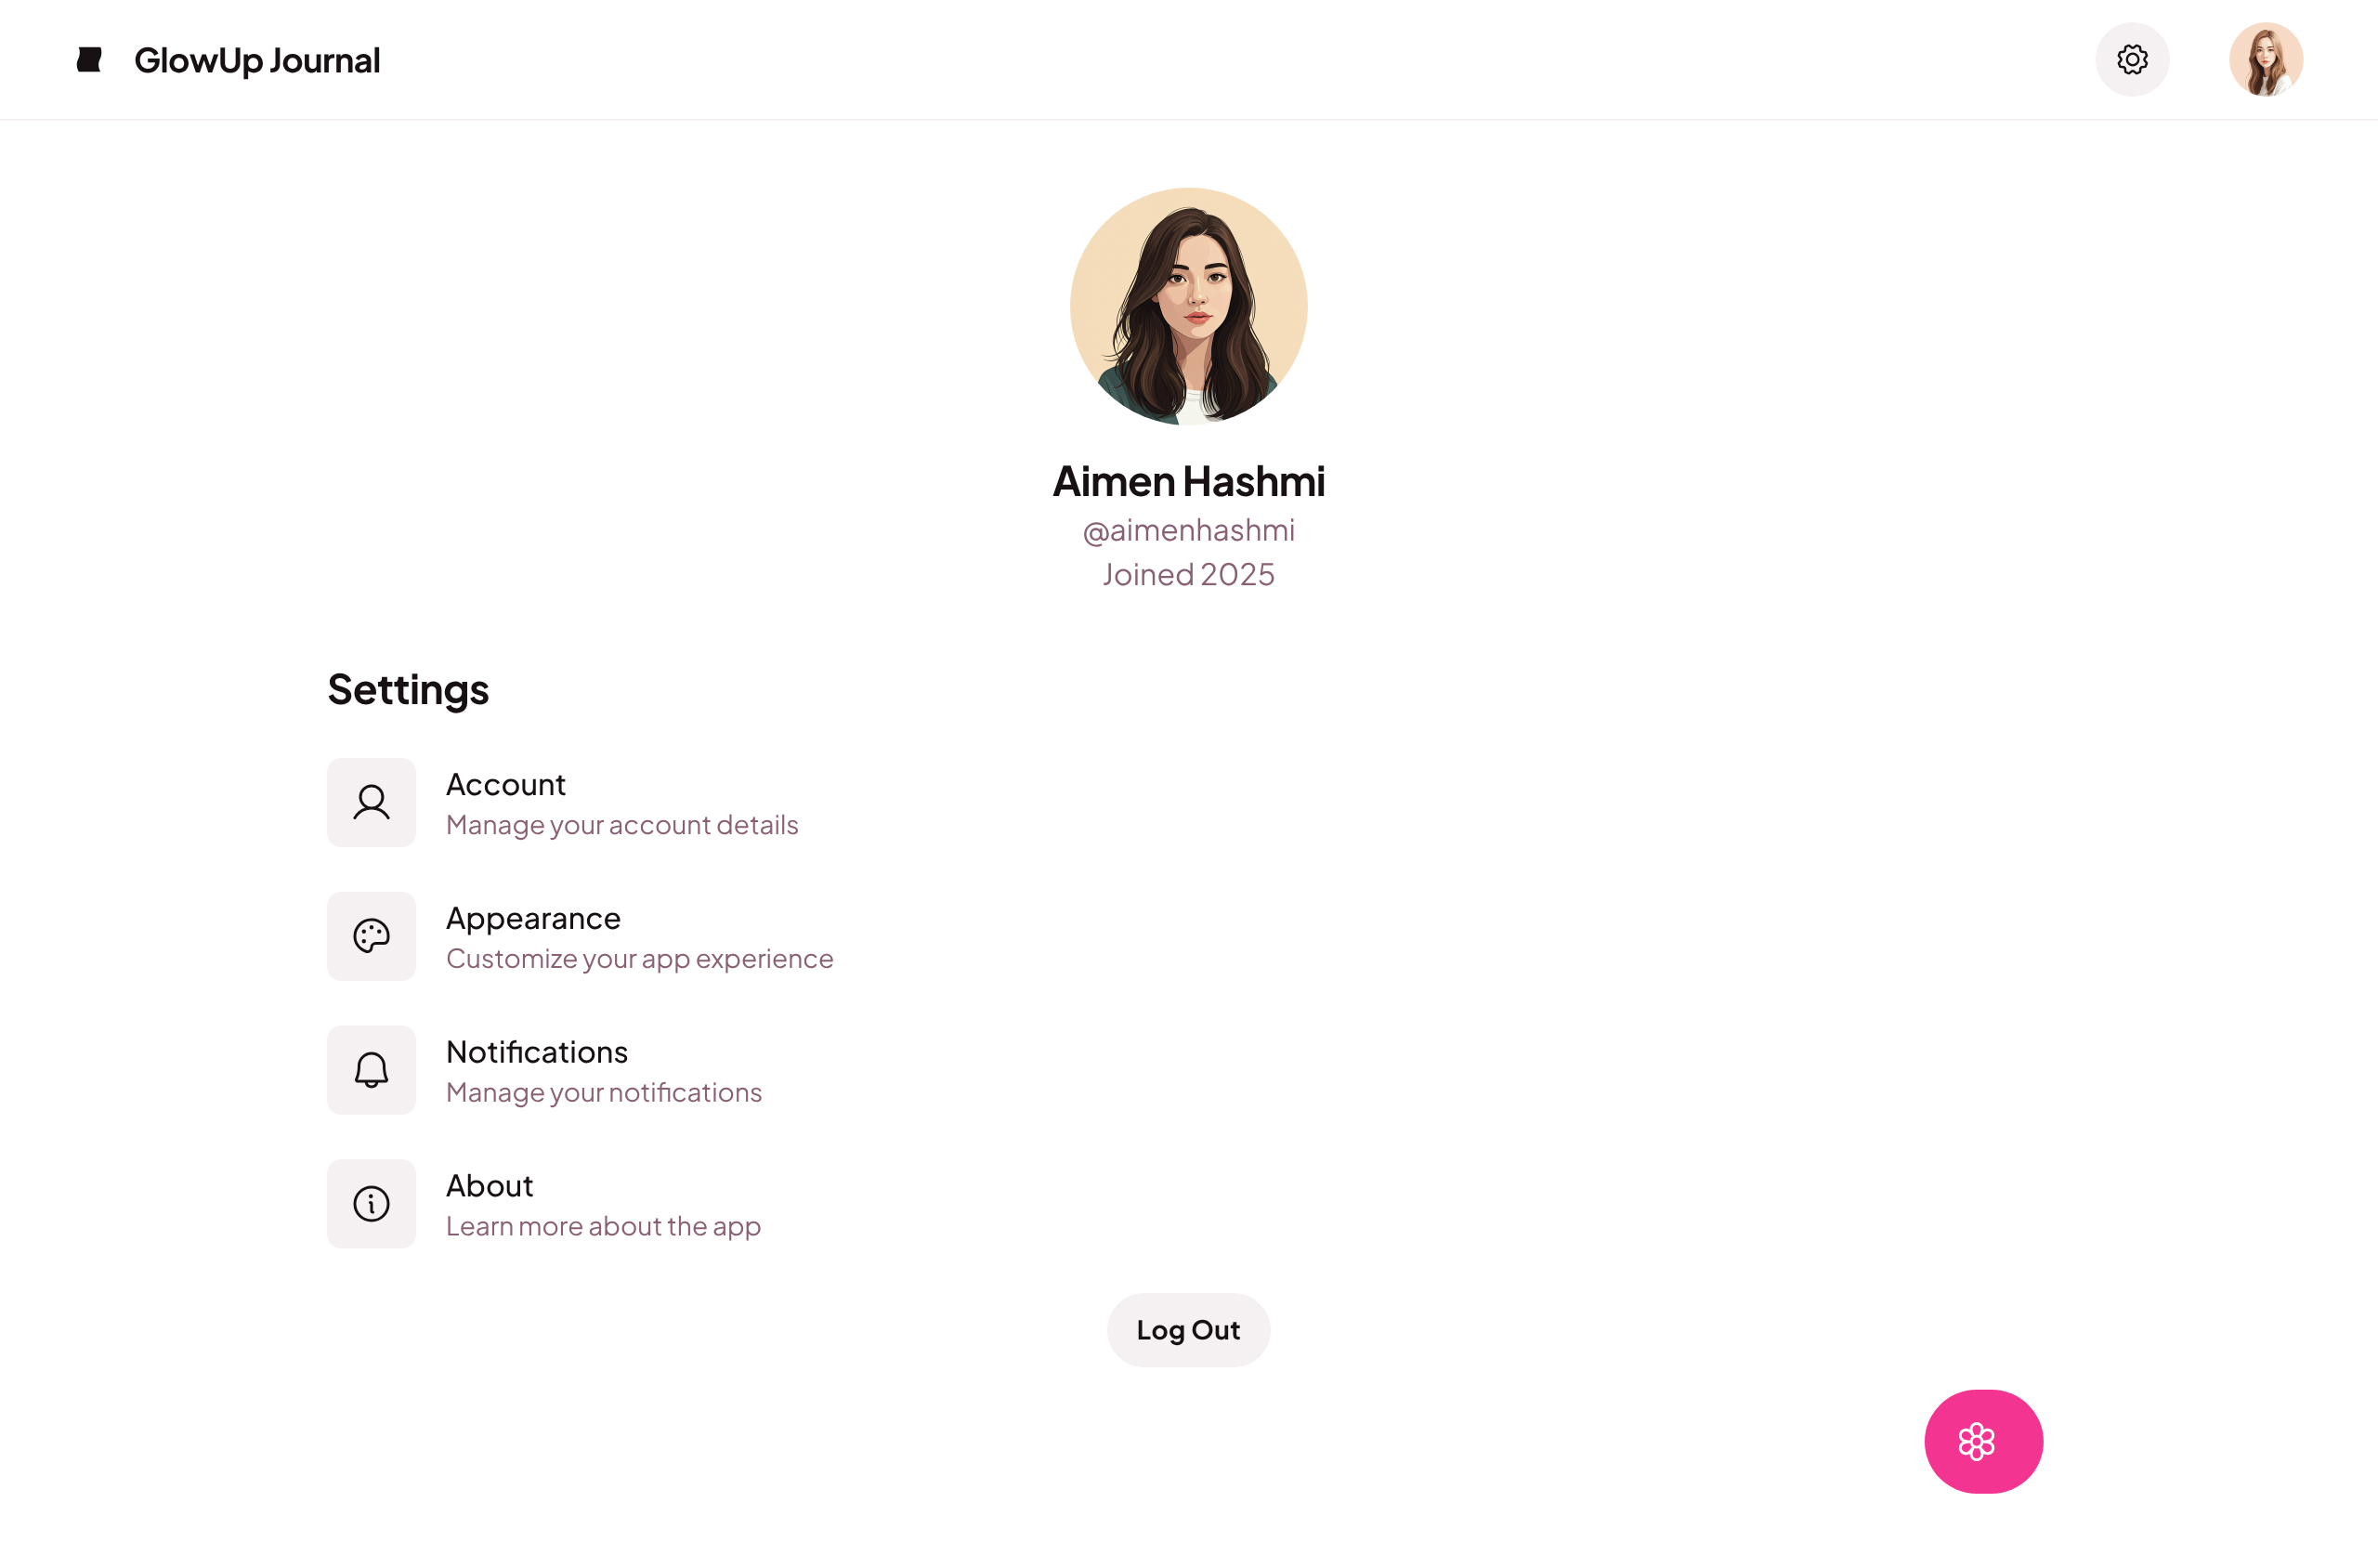 GlowUp Journal
Aimen Hashmi
@aimenhashmi
Joined 2025
Settings
Account
Manage your account details
Appearance
Customize your app experience
Notifications
Manage your notifications
About
Learn more about the app
Log Out